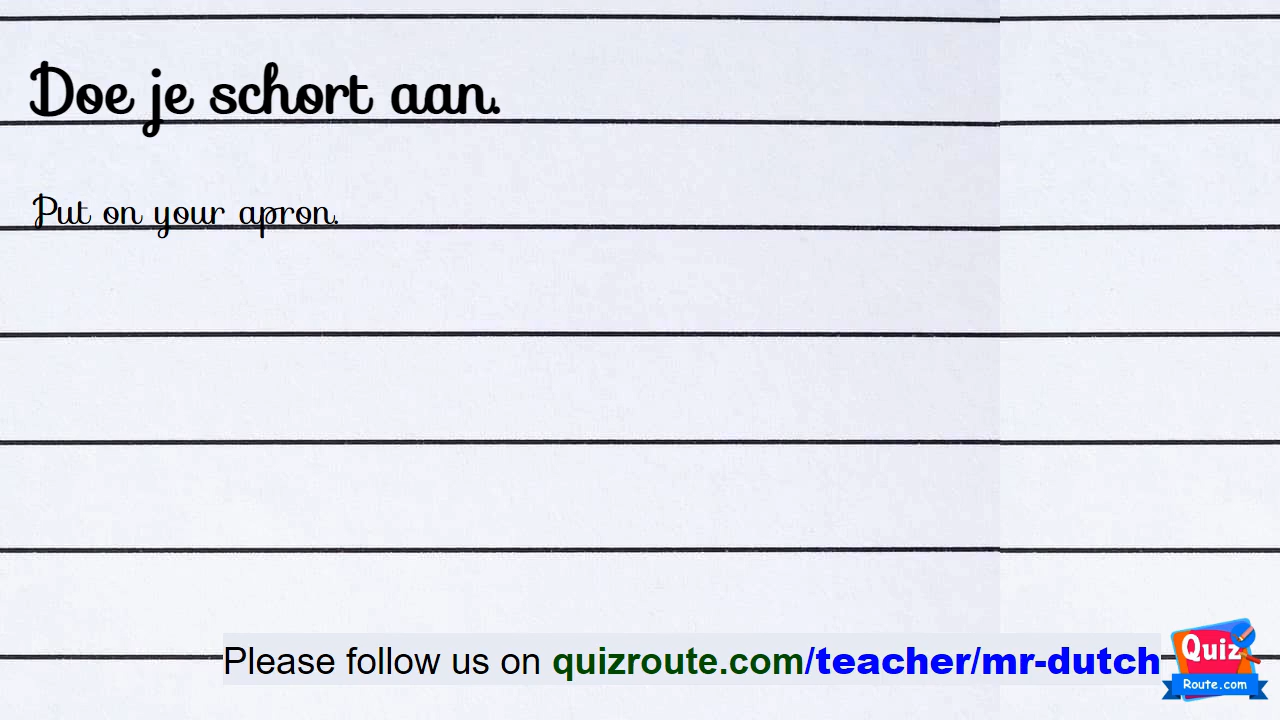 Doe je schort aan.
Put on your apron.
Please follow us on quizroute.com/teacher/mr-dutch
Quiz
Route.com